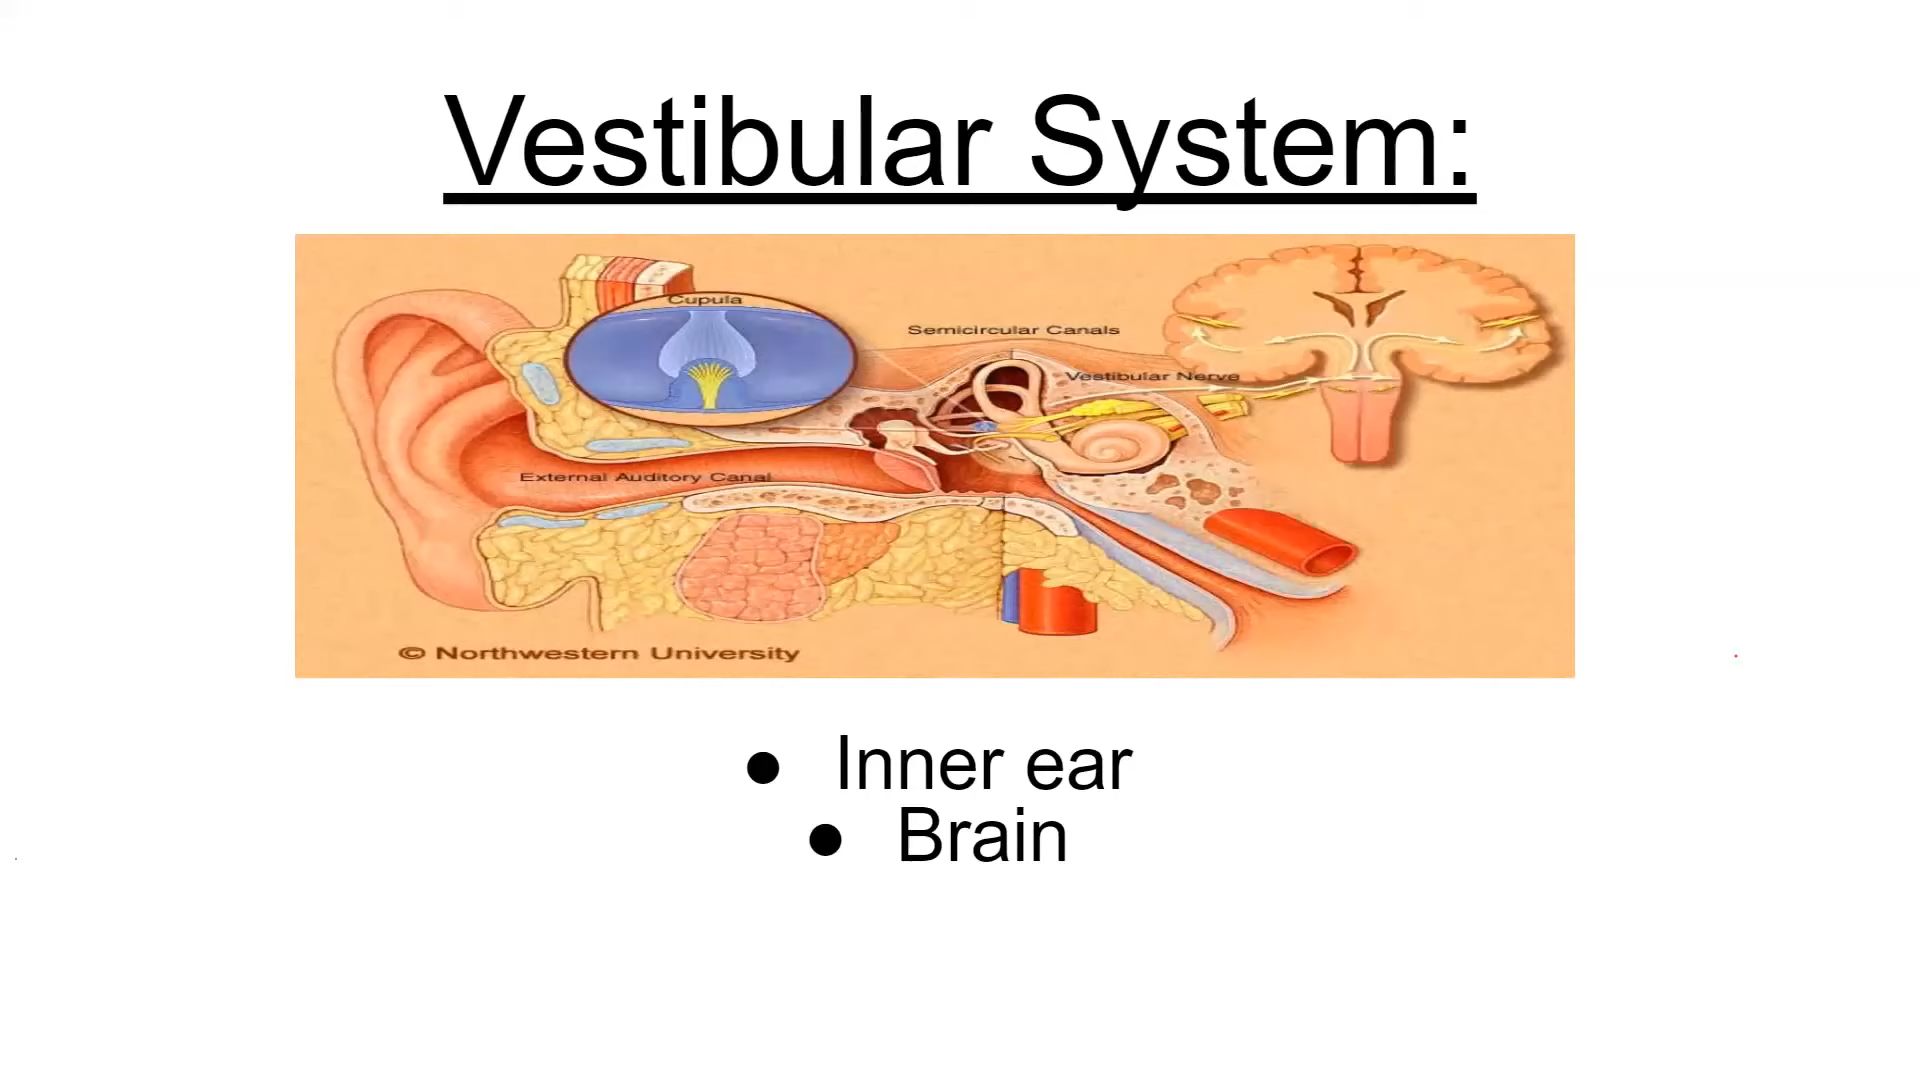 Vestibular System:
Cupula
Semicircular Canals
Vestibular Nerve
External Auditory Canal
© Northwestern University
● Inner ear
● Brain